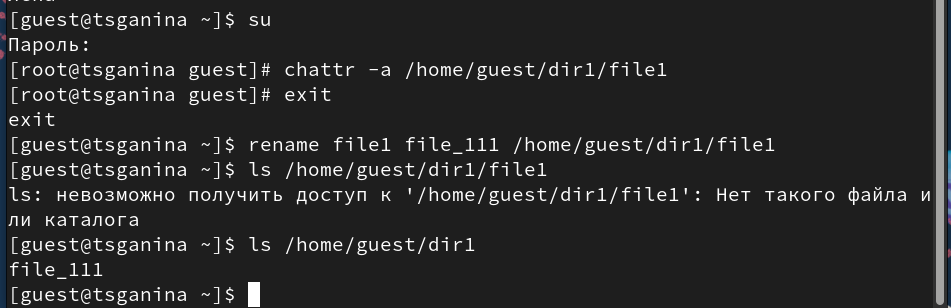 [guest@tsganina ~]$ su
Пароль:
[root@tsganina guest]# chattr -a /home/guest/dir1/file1
[root@tsganina guest]# exit
exit
[guest@tsganina ~]$ rename file1 file_111 /home/guest/dir1/file1
[guest@tsganina ~]$ ls /home/guest/dir1/file1
ls: невозможно получить доступ к '/home/guest/dir1/file1': Нет такого файла и
ли каталога
[guest@tsganina ~]$ ls /home/guest/dir1
file_111
[guest@tsganina ~]$